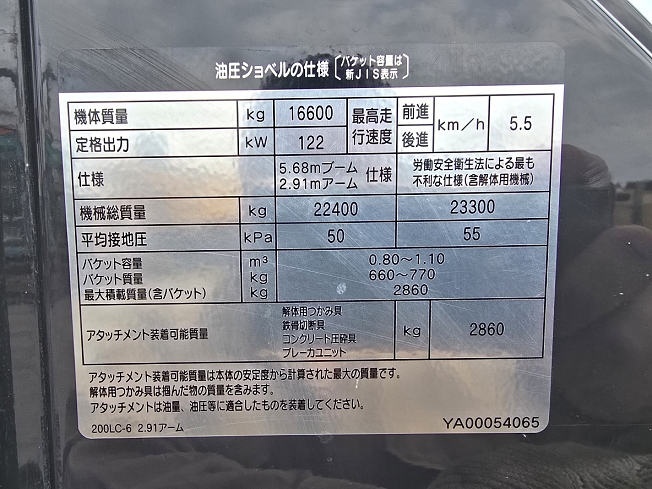 油圧ショベルの仕様 〔バケット容量は新JIS表示〕
機体質量 kg 16600 最高走行速度 前進 後進 km/h 5.5
定格出力 kW 122
仕様 5.68mブーム 2.91mアーム 仕様 労働安全衛生法による最も不利な仕様(含解体用機械)
機械総質量 kg 22400 23300
平均接地圧 kPa 50 55
バケット容量 m³ 0.80～1.10
バケット質量 kg 660～770
最大積載質量(含バケット) kg 2860
アタッチメント装着可能質量 解体用つかみ具 鉄骨切断具 コンクリート圧砕具 ブレーカユニット kg 2860
アタッチメント装着可能質量は本体の安定度から計算された最大の質量です。
解体用つかみ具は掴んだ物の質量を含みます。
アタッチメントは油量、油圧等に適合したものを装着してください。
200LC-6 2.91アーム YA00054065